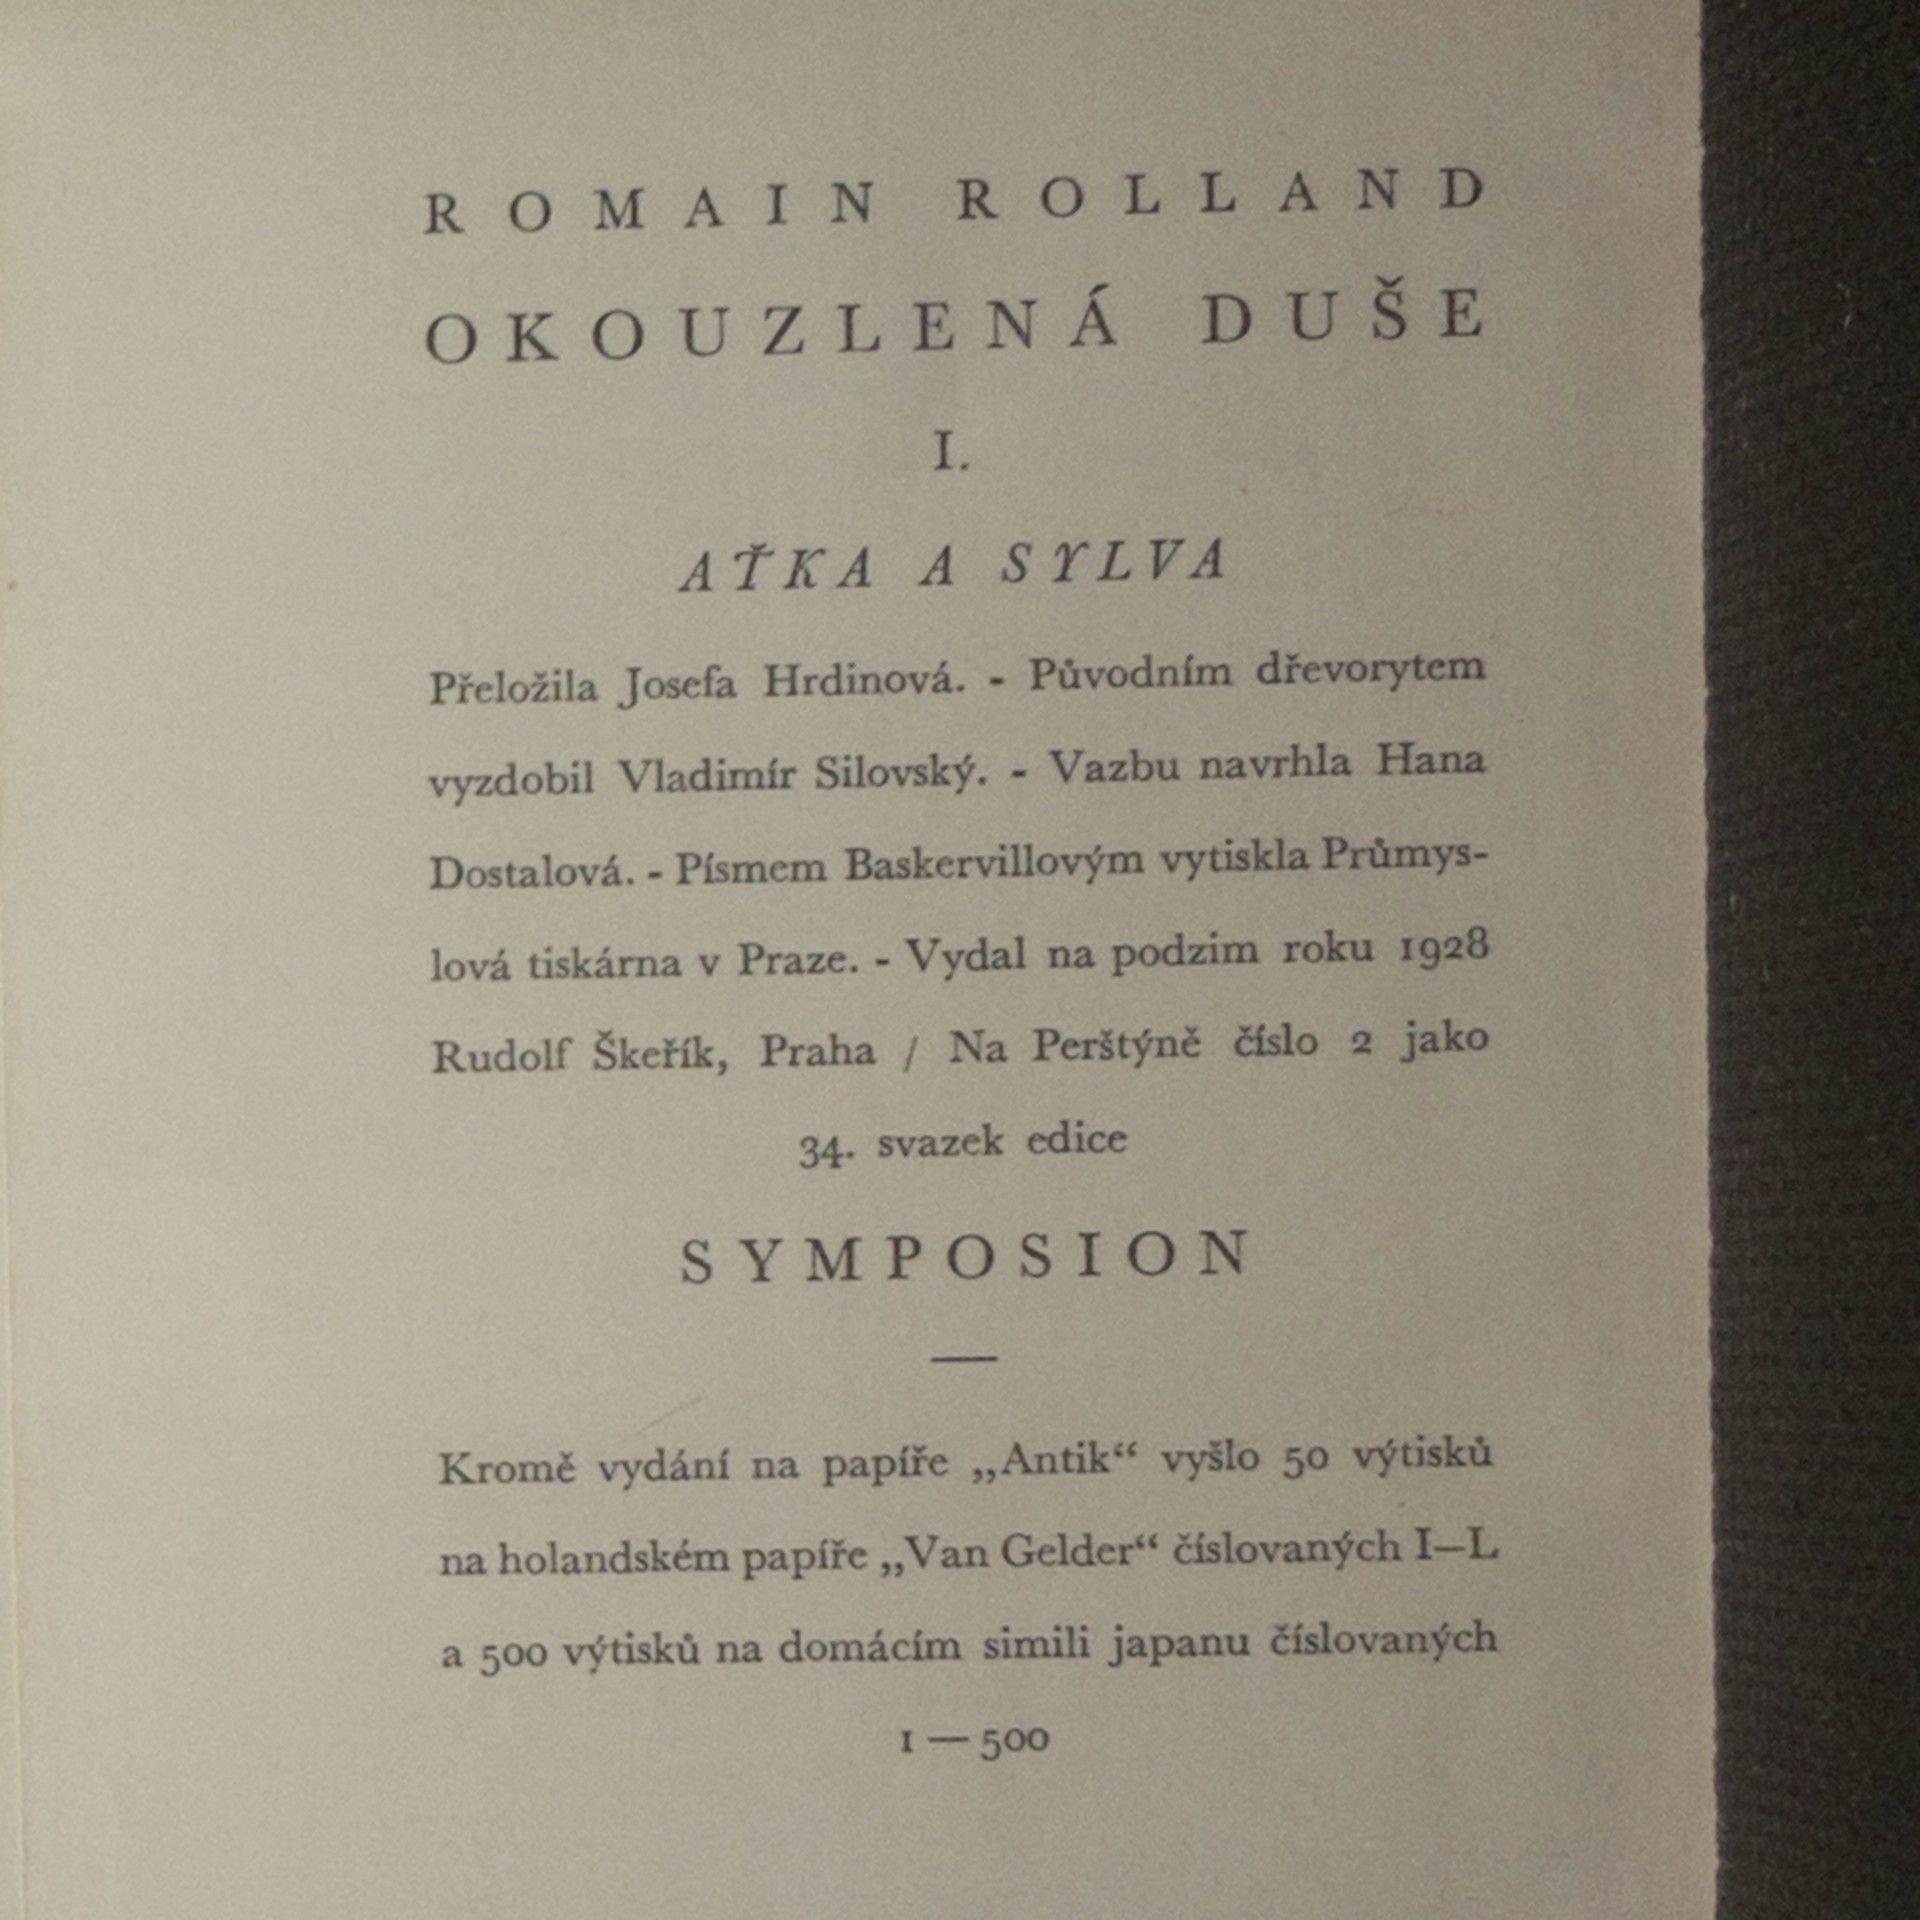 ROMAIN ROLLAND
OKOUZLENÁ DUŠE
I.
AŤKA A SYLVA
Přeložila Josefa Hrdinová. - Původním dřevorytem
vyzdobil Vladimír Silovský. - Vazbu navrhla Hana
Dostalová. - Písmem Baskervillovým vytiskla Průmys-
lová tiskárna v Praze. - Vydal na podzim roku 1928
Rudolf Škeřík, Praha / Na Perštýně číslo 2 jako
34. svazek edice
SYMPOSION
—
Kromě vydání na papíře „Antik“ vyšlo 50 výtisků
na holandském papíře „Van Gelder“ číslovaných I—L
a 500 výtisků na domácím simili japanu číslovaných
1 — 500